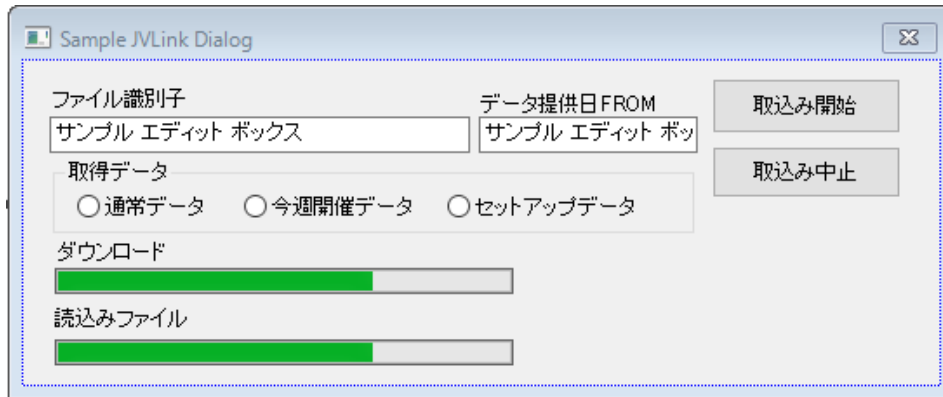 Sample JVLink Dialog
ファイル識別子
データ提供日FROM
取込み開始
サンプル エディット ボックス
サンプル エディット ボッ
取得データ
取込み中止
通常データ
今週開催データ
セットアップデータ
ダウンロード
読込みファイル